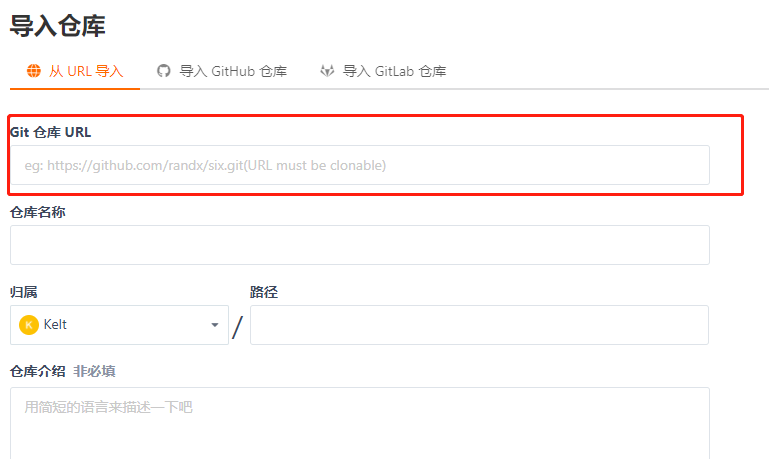 导入仓库
从 URL 导入 导入 GitHub 仓库 导入 GitLab 仓库
Git 仓库 URL
eg: https://github.com/randx/six.git(URL must be clonable)
仓库名称
归属 路径
K Kelt /
仓库介绍 非必填
用简短的语言来描述一下吧